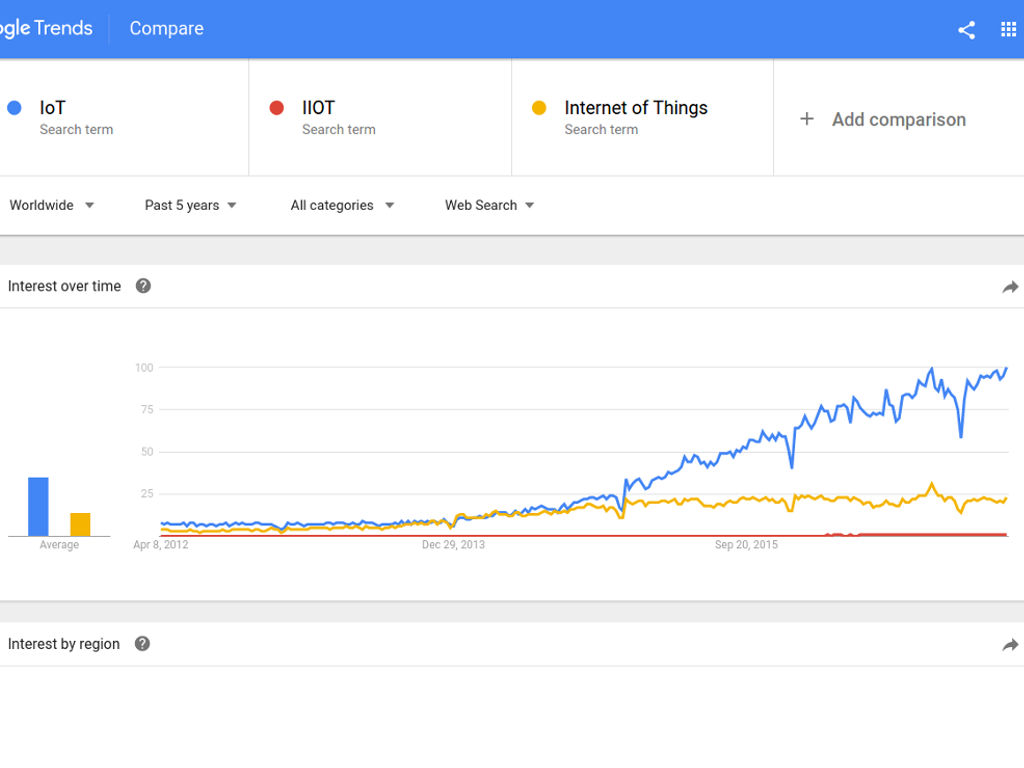 ogle Trends Compare
IoT
Search term
IIOT
Search term
Internet of Things
Search term
+ Add comparison
Worldwide Past 5 years All categories Web Search
Interest over time ?
100
75
50
25
Average Apr 8, 2012 Dec 29, 2013 Sep 20, 2015
Interest by region ?